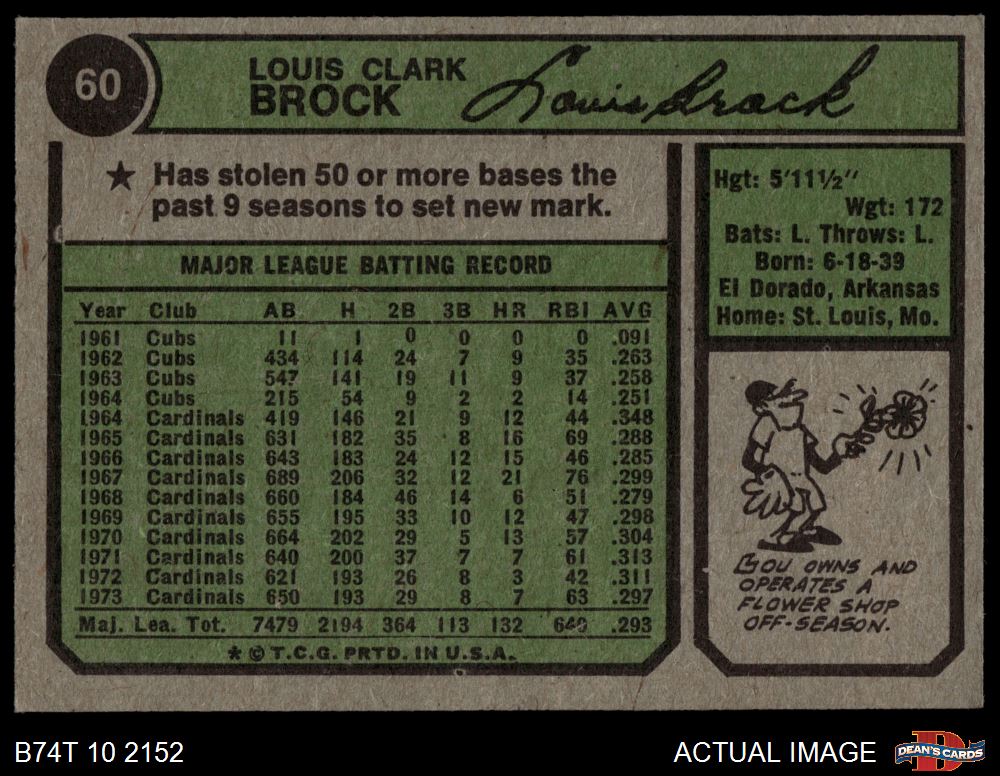 60
LOUIS CLARK
BROCK
Louis Brock
★ Has stolen 50 or more bases the
past 9 seasons to set new mark.
MAJOR LEAGUE BATTING RECORD
Year Club AB H 2B 3B HR RBI AVG
1961 Cubs 11 1 0 0 0 0 .091
1962 Cubs 434 114 24 7 9 35 .263
1963 Cubs 547 141 19 11 9 37 .258
1964 Cubs 215 54 9 2 2 14 .251
1964 Cardinals 419 146 21 9 12 44 .348
1965 Cardinals 631 182 35 8 16 69 .288
1966 Cardinals 643 183 24 12 15 46 .285
1967 Cardinals 689 206 32 12 21 76 .299
1968 Cardinals 660 184 46 14 6 51 .279
1969 Cardinals 655 195 33 10 12 47 .298
1970 Cardinals 664 202 29 5 13 57 .304
1971 Cardinals 640 200 37 7 7 61 .313
1972 Cardinals 621 193 26 8 3 42 .311
1973 Cardinals 650 193 29 8 7 63 .297
Maj. Lea. Tot. 7479 2194 364 113 132 640 .293
* © T.C.G. PRTD. IN U.S.A.
Hgt: 5'11½"
Wgt: 172
Bats: L. Throws: L.
Born: 6-18-39
El Dorado, Arkansas
Home: St. Louis, Mo.
LOU OWNS AND
OPERATES A
FLOWER SHOP
OFF-SEASON.
B74T 10 2152
ACTUAL IMAGE
DEAN'S CARDS